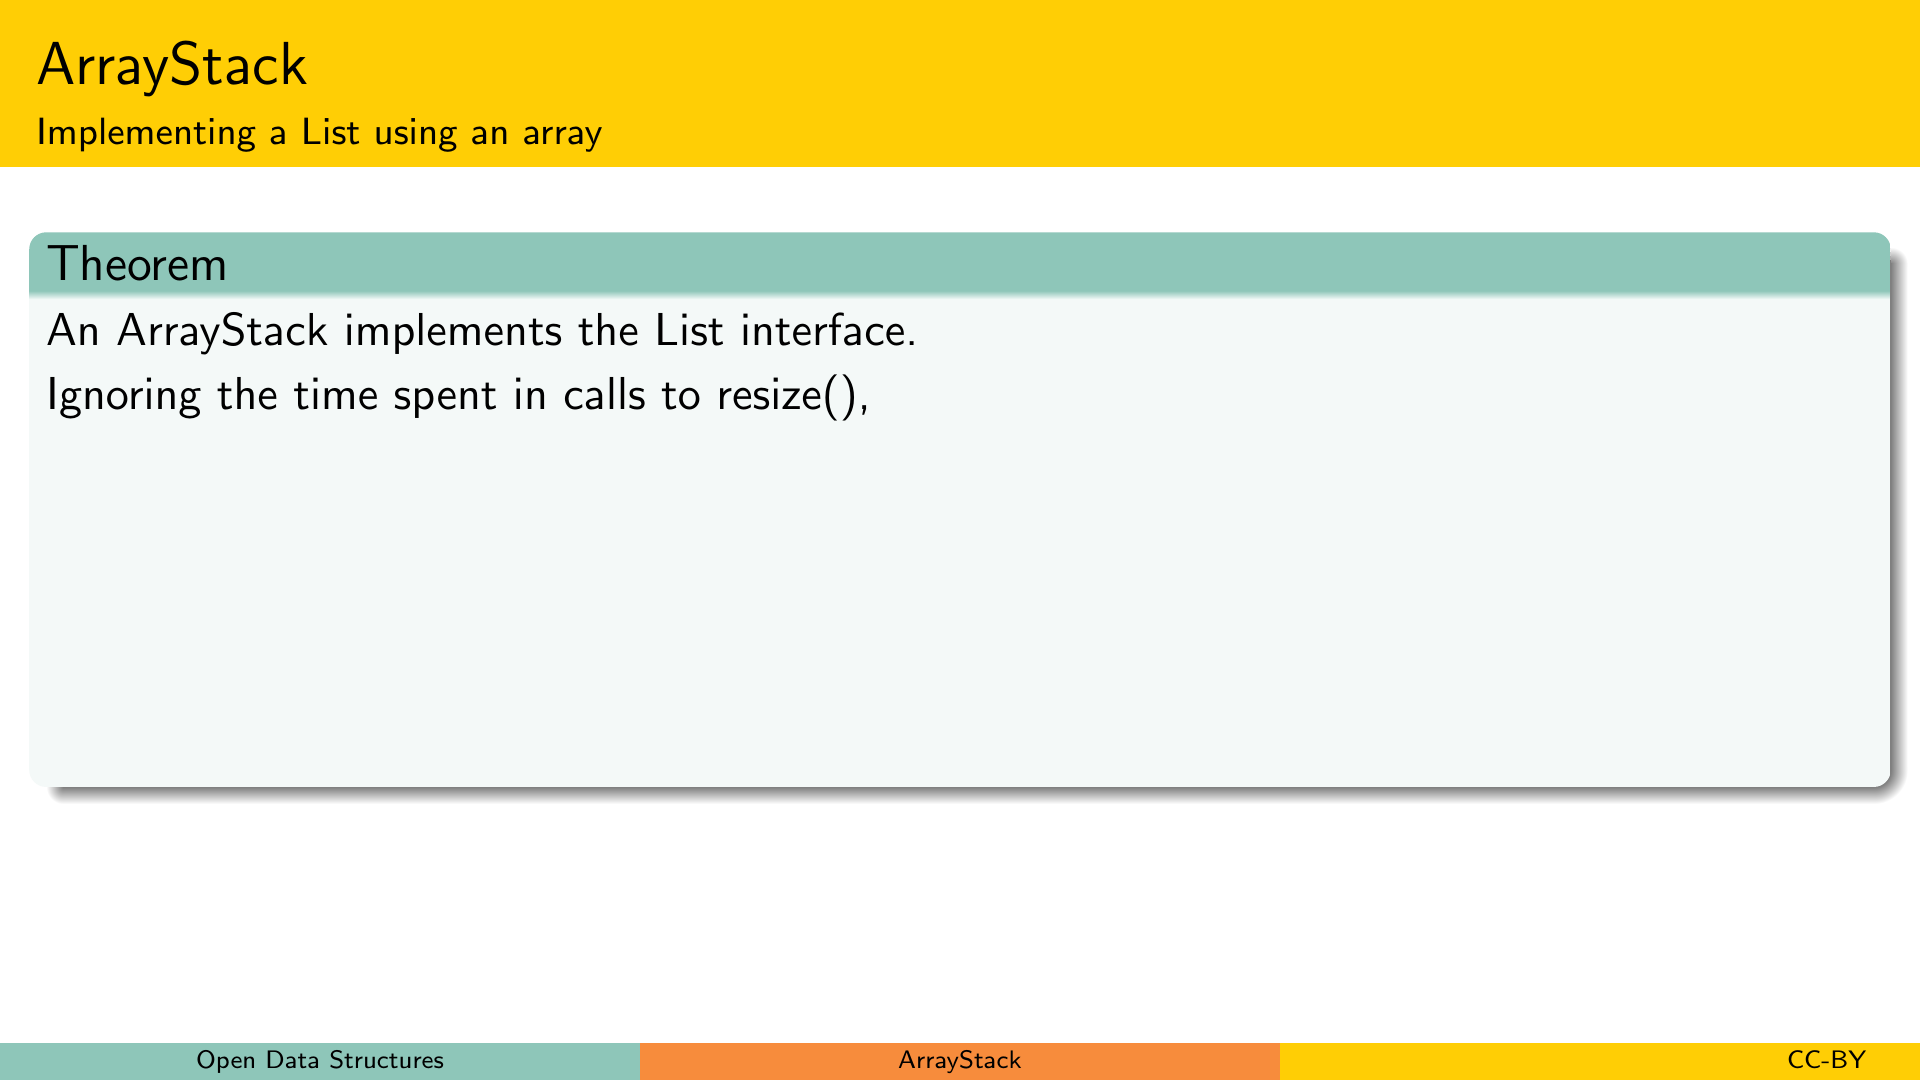 ArrayStack
Implementing a List using an array
Theorem
An ArrayStack implements the List interface.
Ignoring the time spent in calls to resize(),
Open Data Structures
ArrayStack
CC-BY